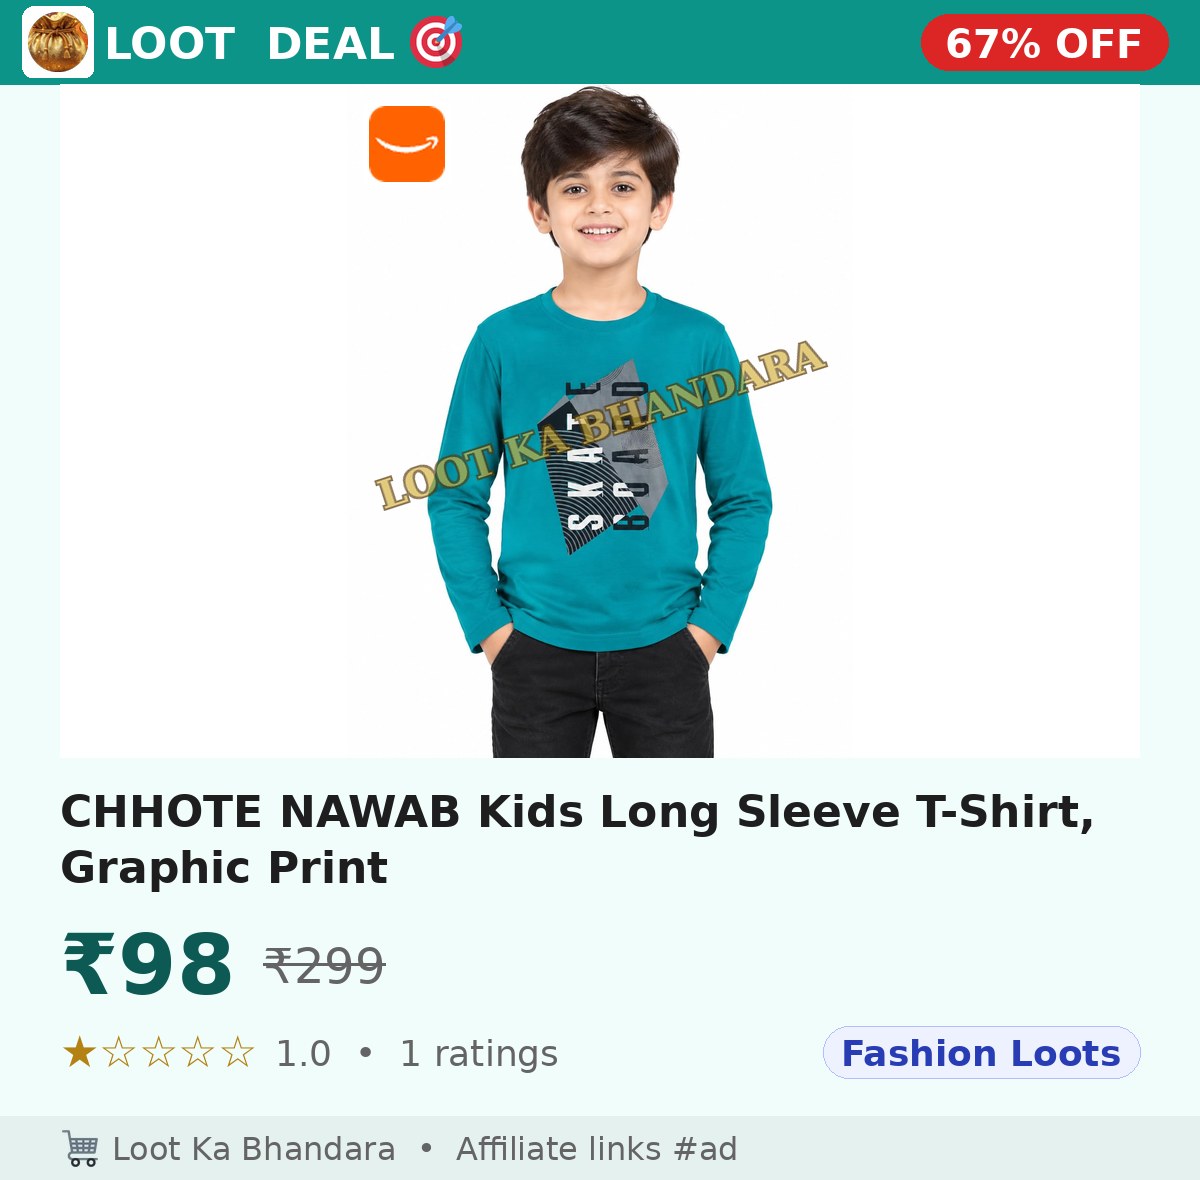 LOOT DEAL 🎯
67% OFF
SKATE
BOARD
LOOT KA BHANDARA
CHHOTE NAWAB Kids Long Sleeve T-Shirt,
Graphic Print
₹98 ₹299
★☆☆☆☆ 1.0 • 1 ratings
Fashion Loots
🛒 Loot Ka Bhandara • Affiliate links #ad